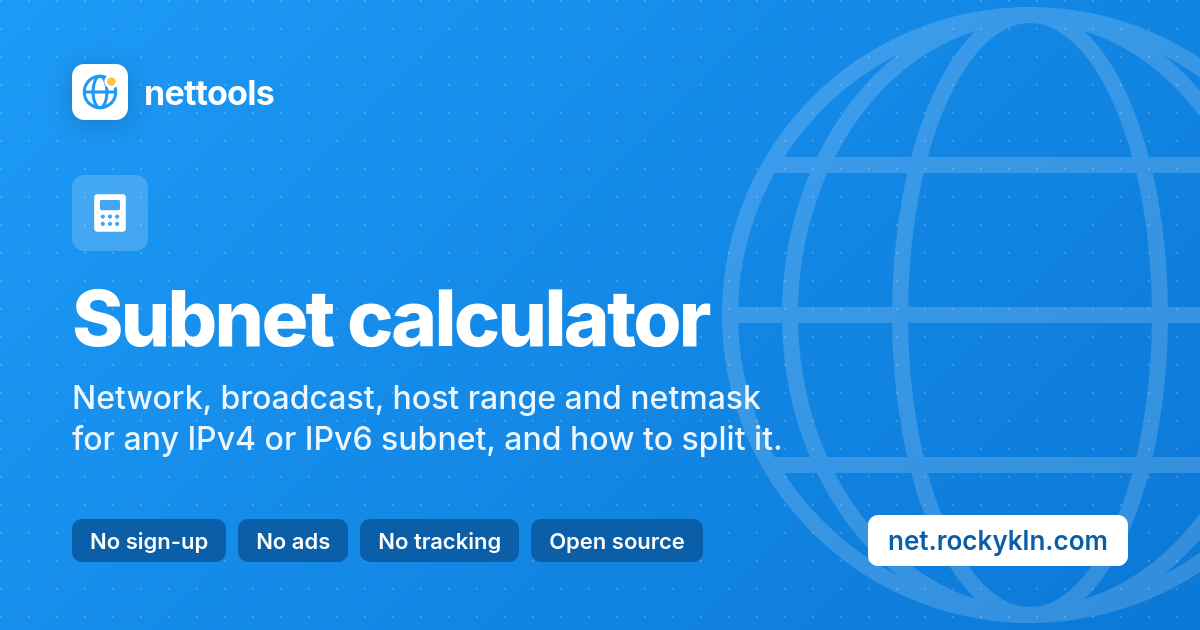 nettools
Subnet calculator
Network, broadcast, host range and netmask
for any IPv4 or IPv6 subnet, and how to split it.
No sign-up
No ads
No tracking
Open source
net.rockykln.com